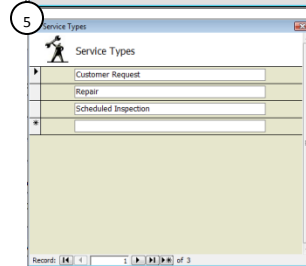 5
Service Types
Service Types
Customer Request
Repair
Scheduled Inspection
*
Record: 1 of 3